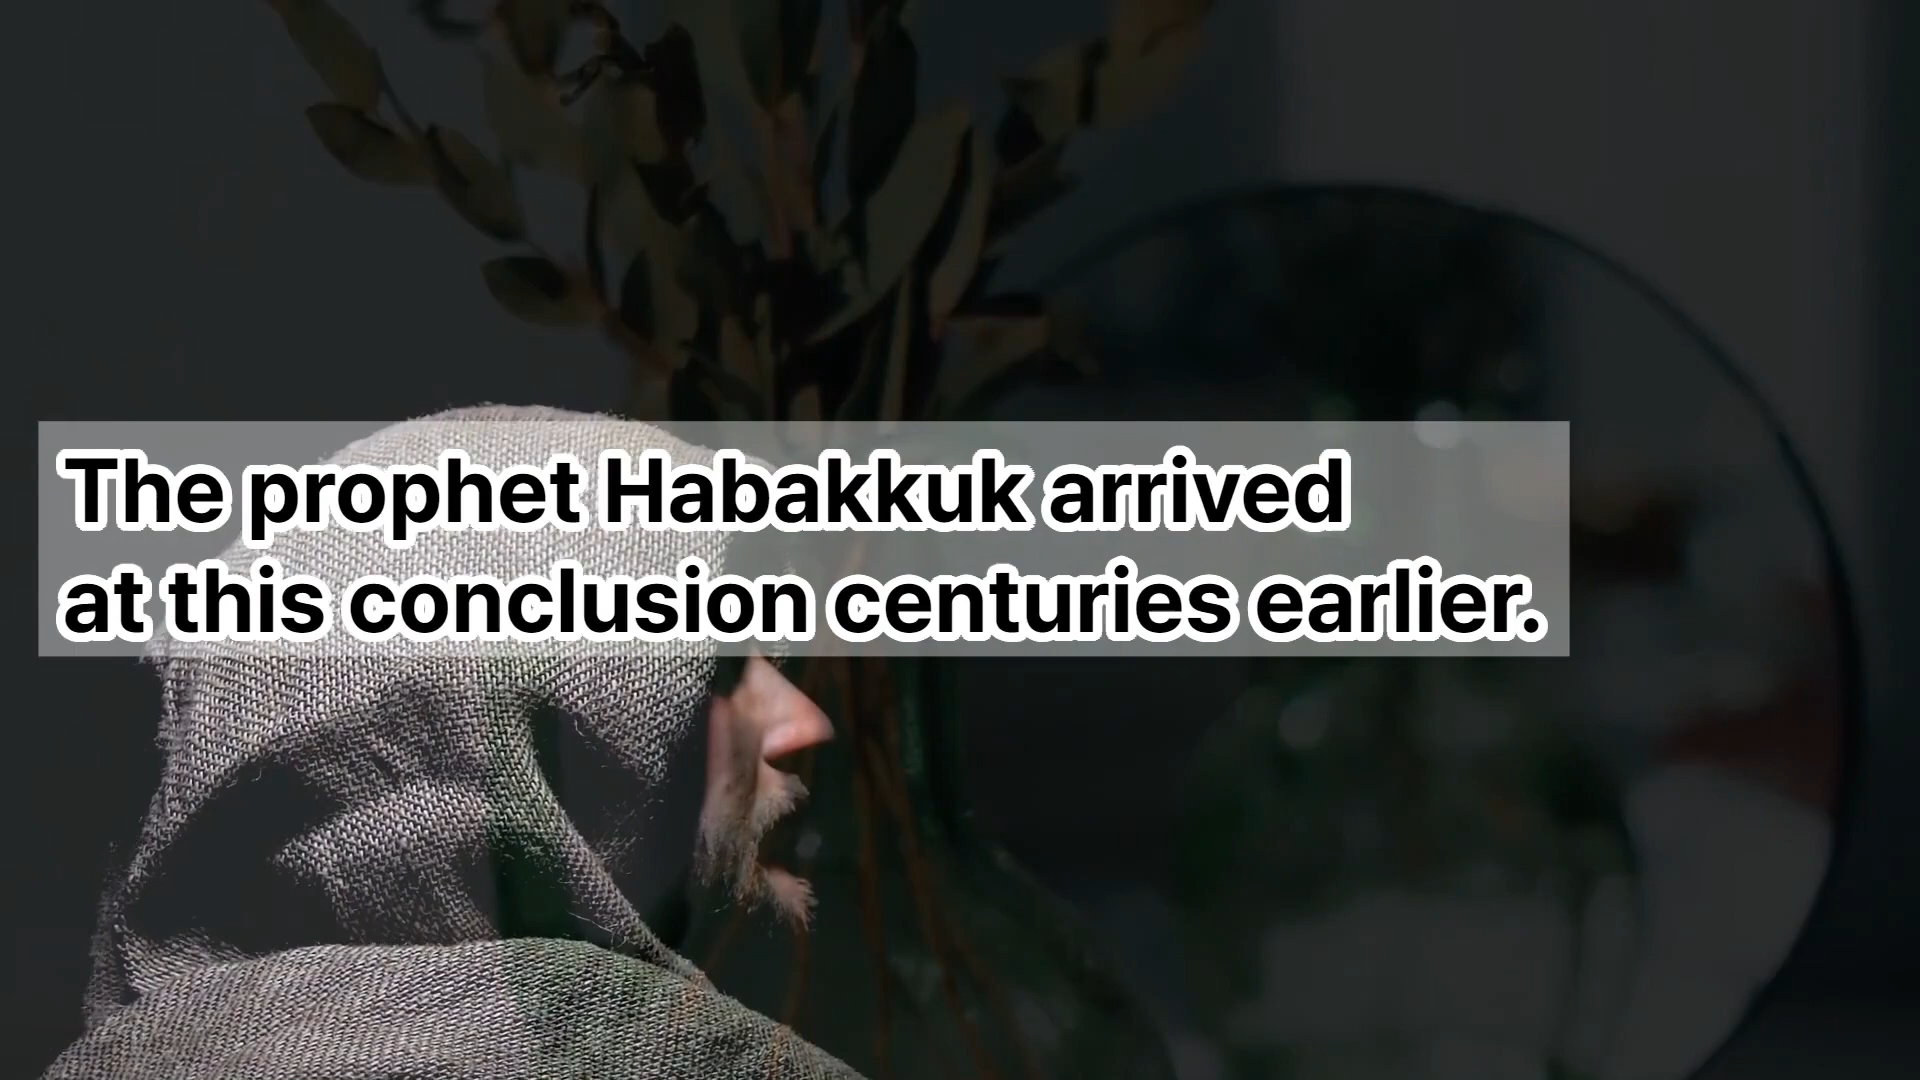 The prophet Habakkuk arrived
at this conclusion centuries earlier.